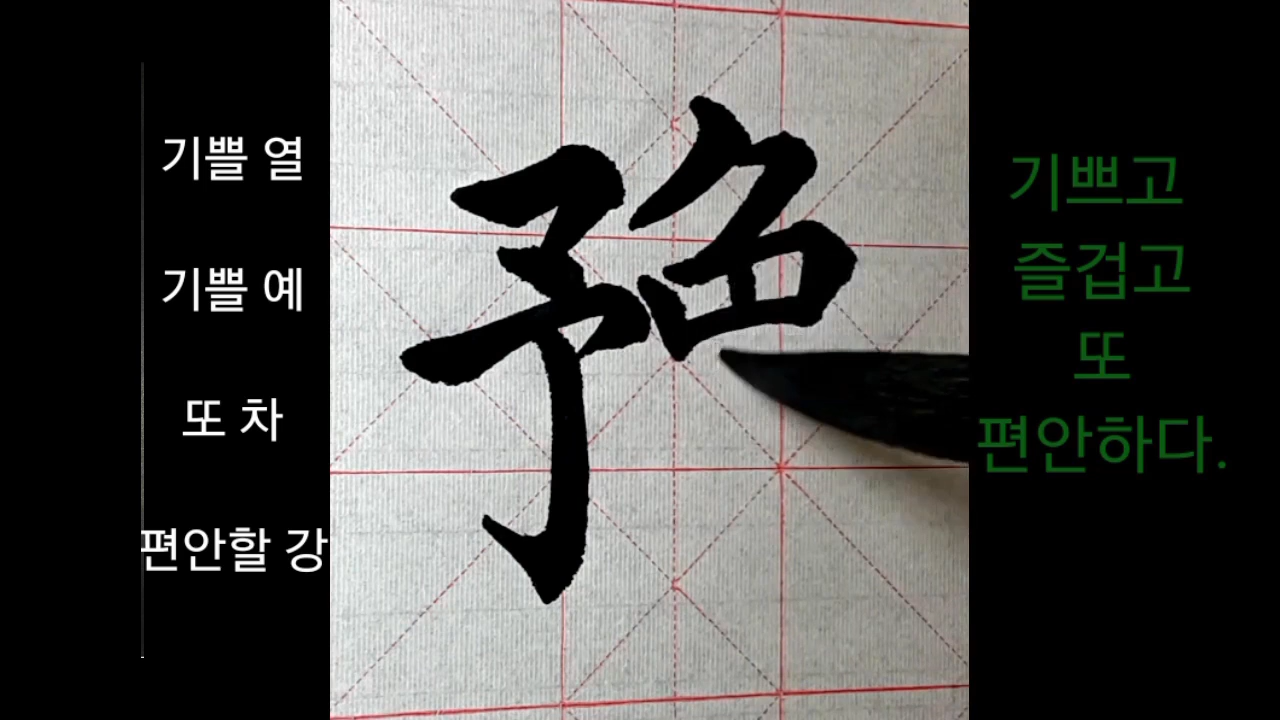 기쁠 열
기쁠 예
또 차
편안할 강
기쁘고
즐겁고
또
편안하다.